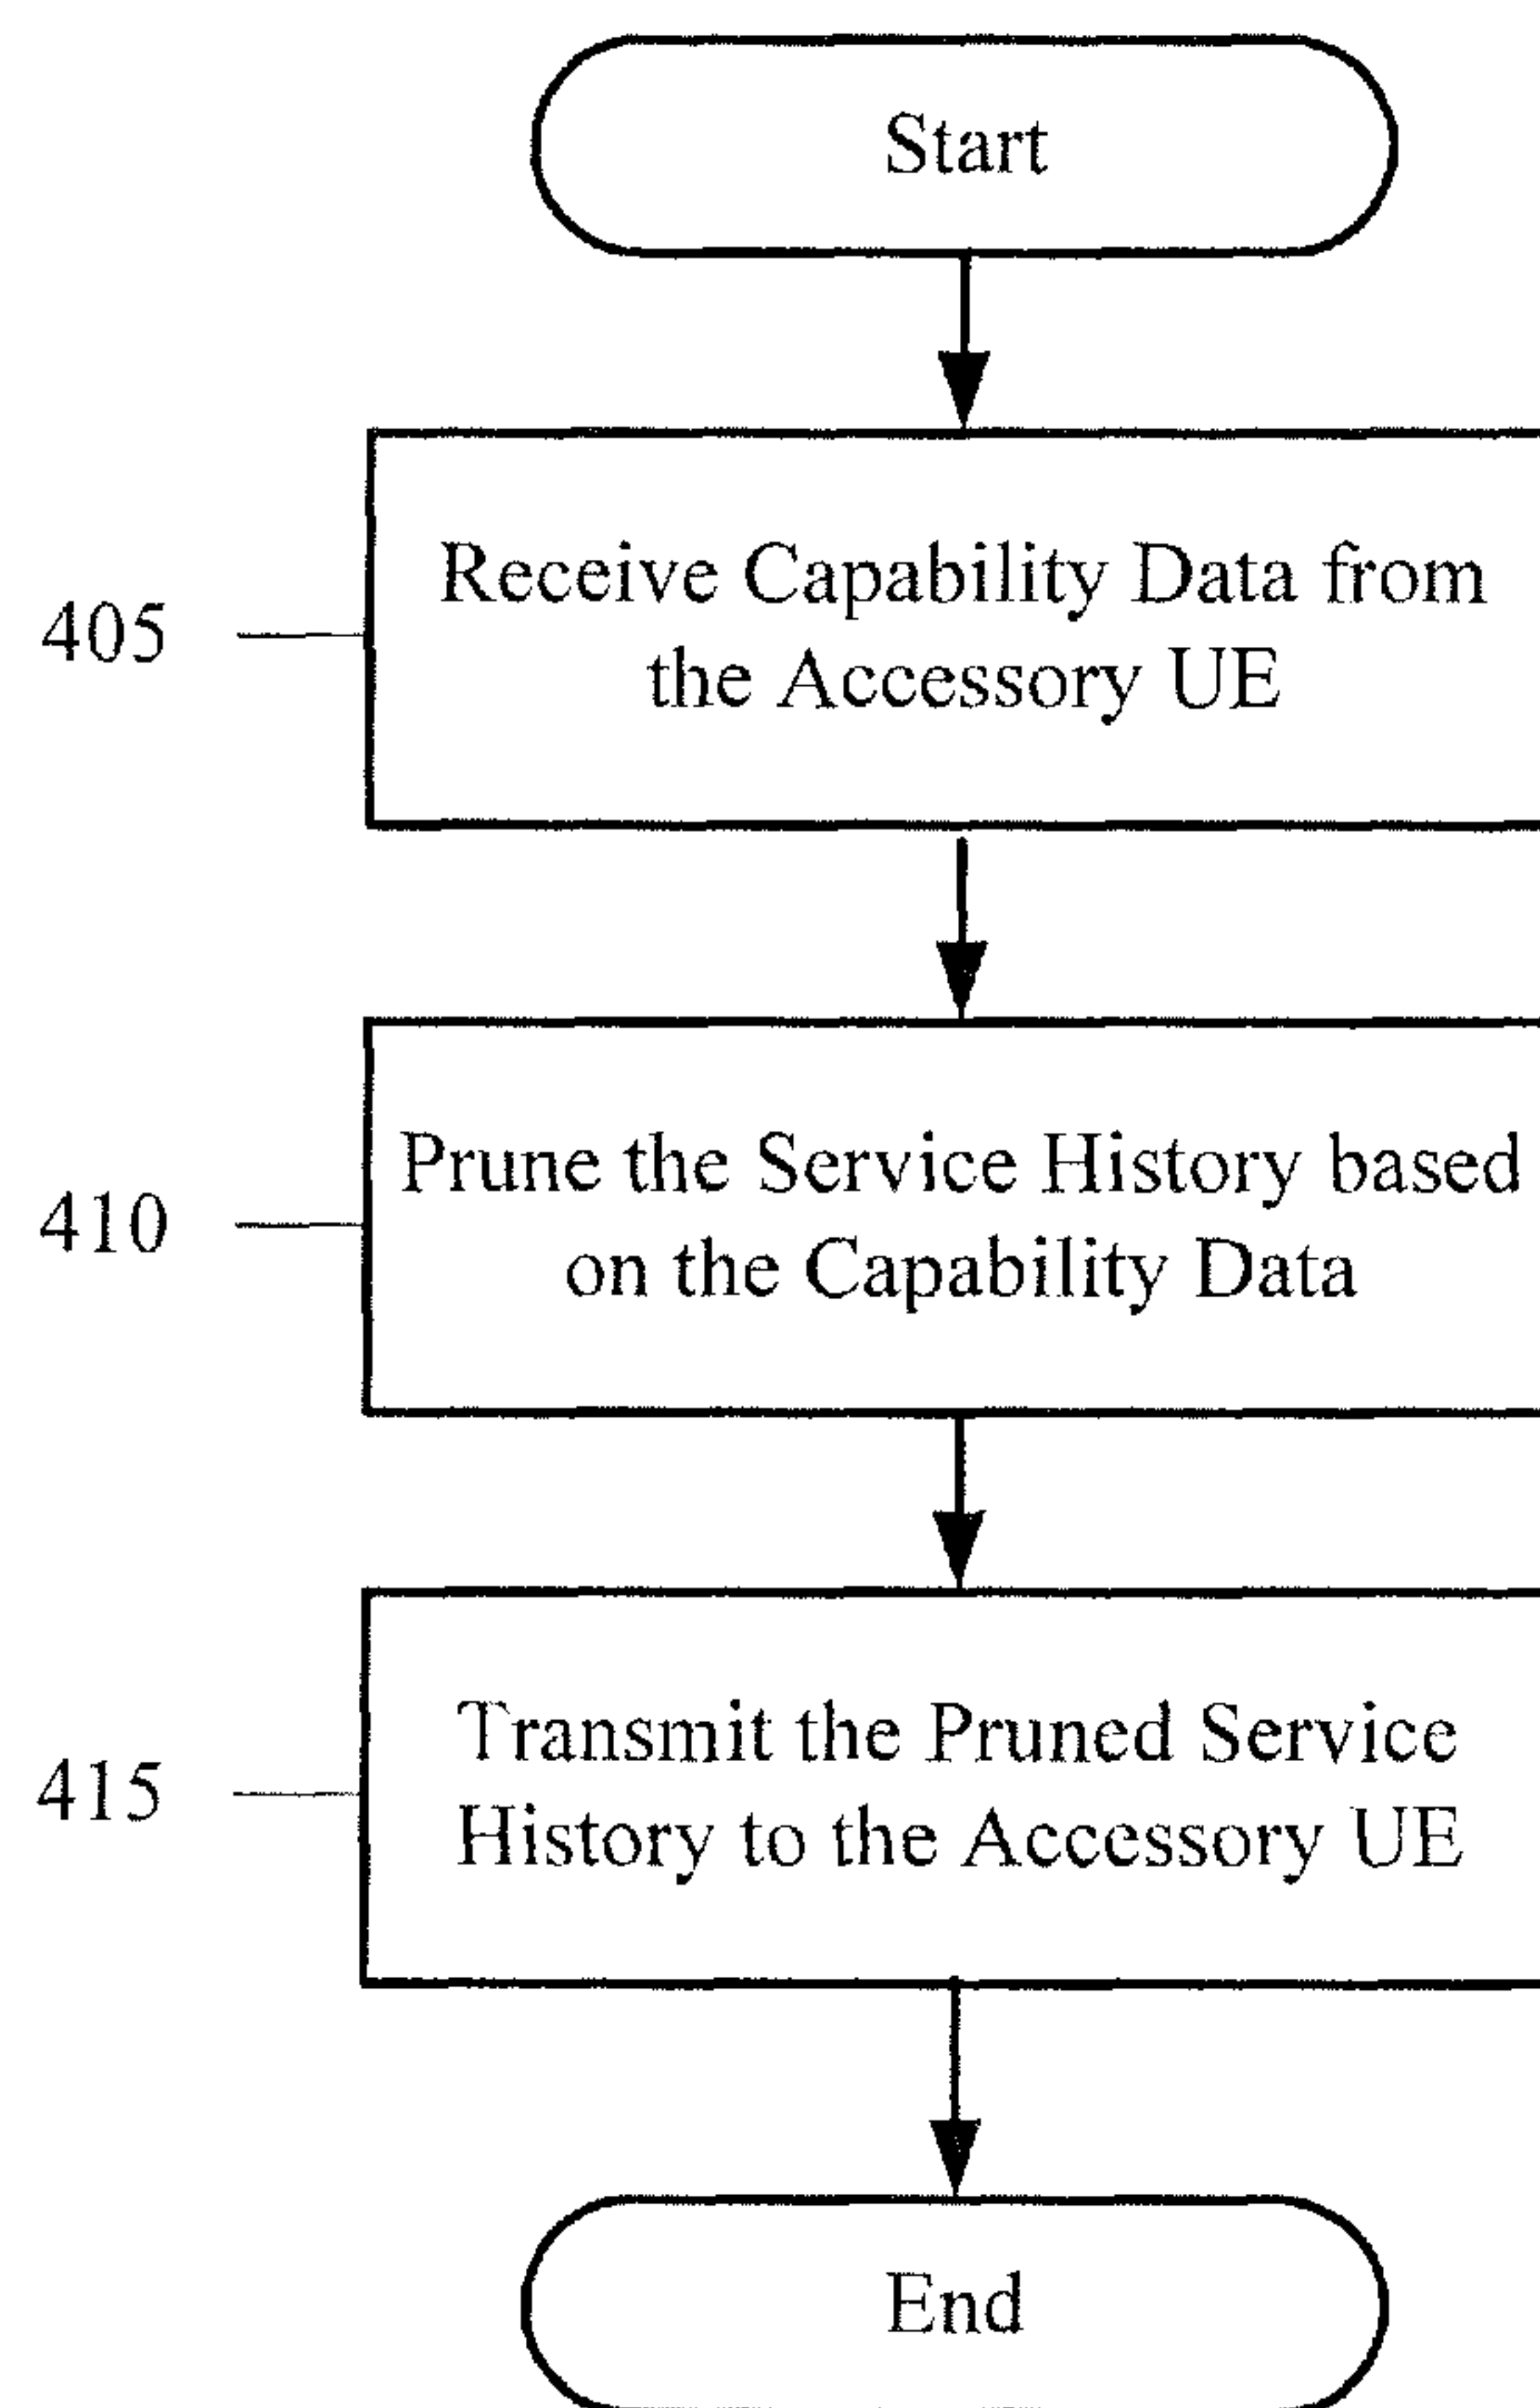 Start
405
Receive Capability Data from
the Accessory UE
410
Prune the Service History based
on the Capability Data
415
Transmit the Pruned Service
History to the Accessory UE
End